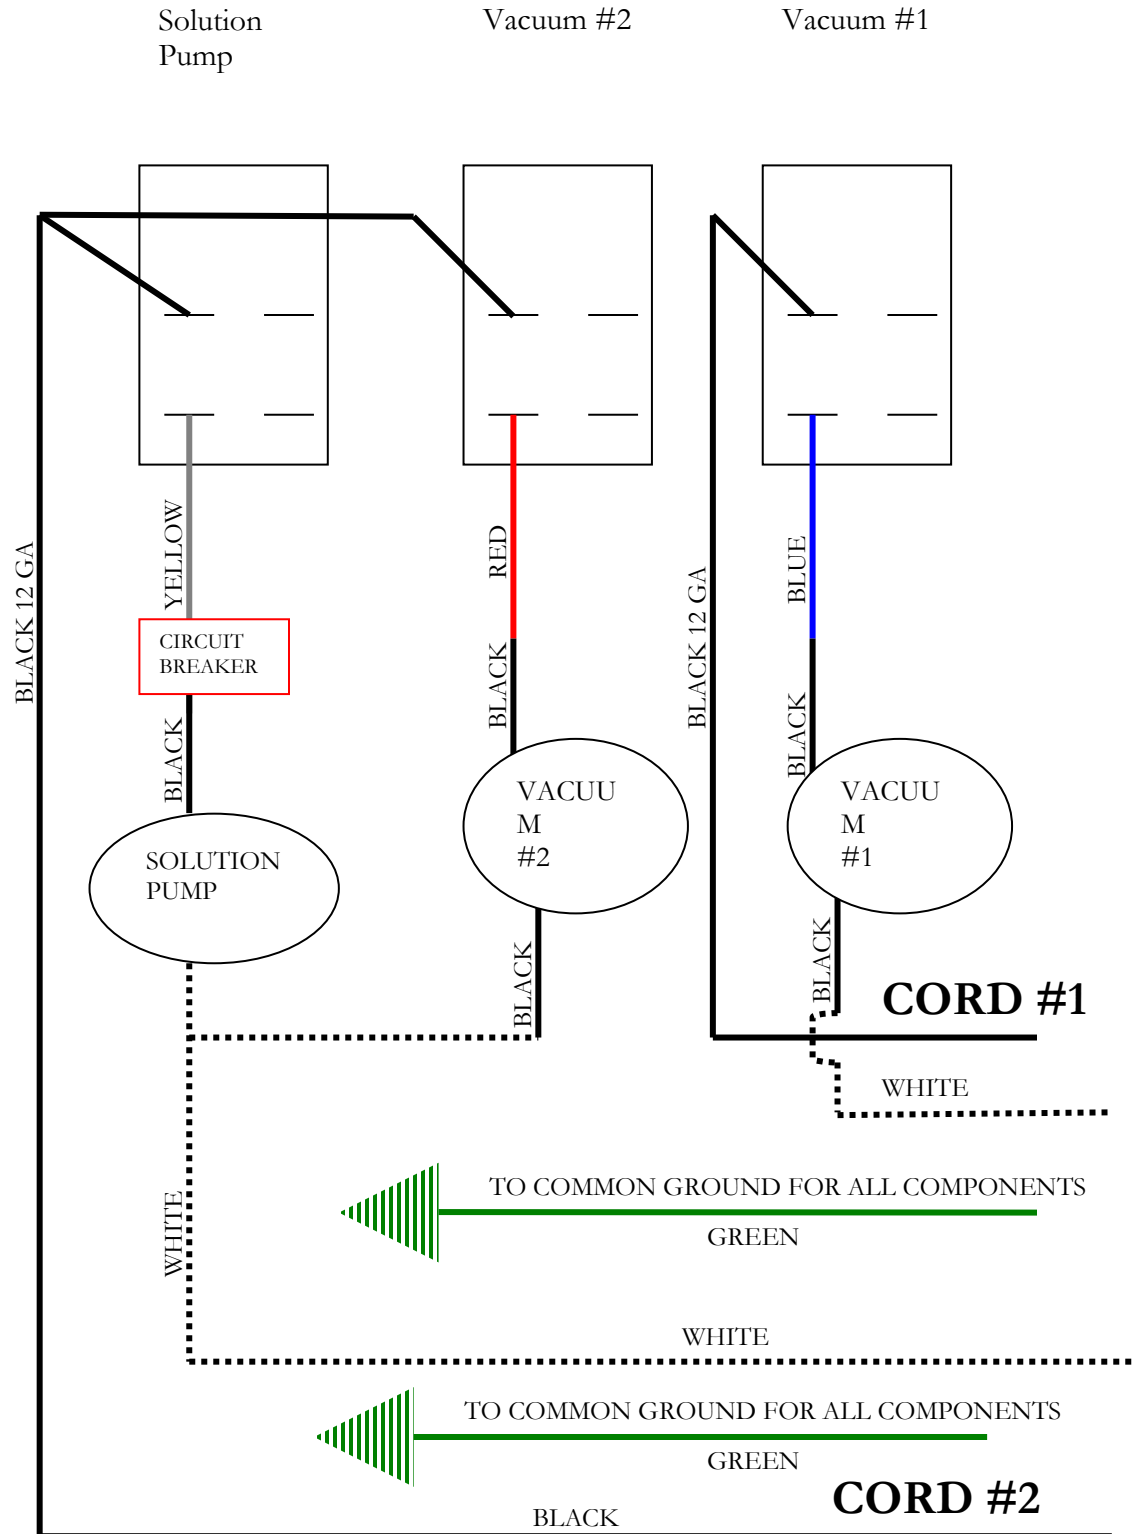 Solution
Pump
Vacuum #2
Vacuum #1
BLACK 12 GA
YELLOW
RED
BLACK 12 GA
BLUE
CIRCUIT
BREAKER
BLACK
BLACK
BLACK
SOLUTION
PUMP
VACUU
M
#2
VACUU
M
#1
BLACK
BLACK
CORD #1
WHITE
WHITE
TO COMMON GROUND FOR ALL COMPONENTS
GREEN
WHITE
TO COMMON GROUND FOR ALL COMPONENTS
GREEN
CORD #2
BLACK